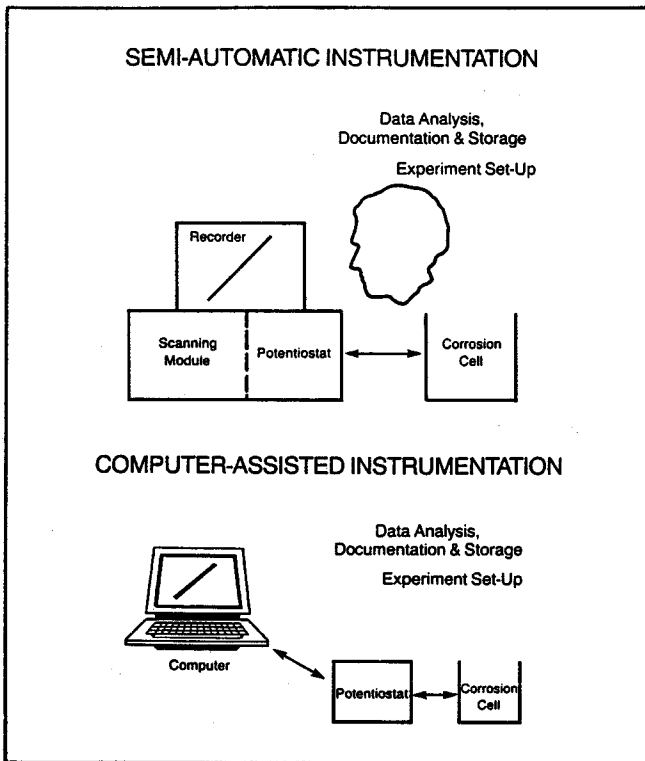 SEMI-AUTOMATIC INSTRUMENTATION
Data Analysis,
Documentation & Storage
Experiment Set-Up
Recorder
Scanning
Module
Potentiostat
Corrosion
Cell
COMPUTER-ASSISTED INSTRUMENTATION
Data Analysis,
Documentation & Storage
Experiment Set-Up
Computer
Potentiostat
Corrosion
Cell